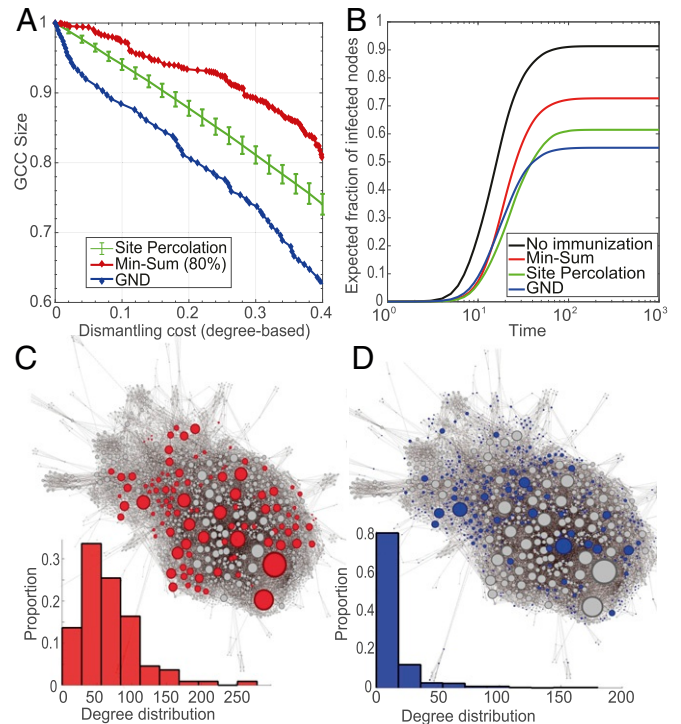 A
1
0.9
0.8
0.7
0.6
GCC Size
0 0.1 0.2 0.3 0.4
Dismantling cost (degree-based)
Site Percolation
Min-Sum (80%)
GND
B
1
0.9
0.8
0.7
0.6
0.5
0.4
0.3
0.2
0.1
0
Expected fraction of infected nodes
10^0 10^1 10^2 10^3
Time
No immunization
Min-Sum
Site Percolation
GND
C
0.3
0.2
0.1
0
Proportion
0 50 100 150 200 250
Degree distribution
D
0.8
0.6
0.4
0.2
0
Proportion
0 50 100 150 200
Degree distribution